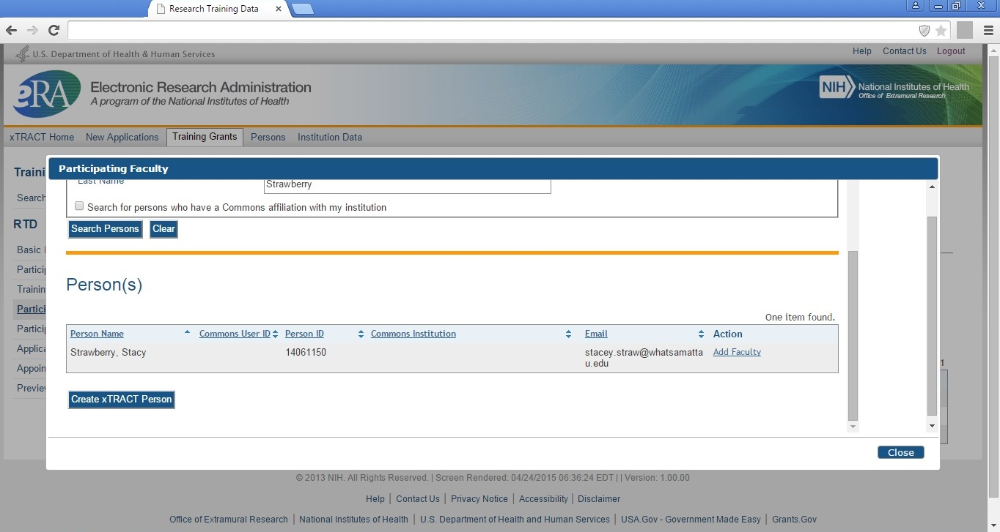 Research Training Data
U.S. Department of Health & Human Services
Help Contact Us Logout
eRA
Electronic Research Administration
A program of the National Institutes of Health
NIH National Institutes of Health
Office of Extramural Research
xTRACT Home New Applications Training Grants Persons Institution Data
Traini
Search
RTD
Basic
Particip
Trainin
Partici
Particip
Applica
Appoin
Preview
Participating Faculty
Last Name Strawberry
Search for persons who have a Commons affiliation with my institution
Search Persons Clear
Person(s)
One item found.
Person Name Commons User ID Person ID Commons Institution Email Action
Strawberry, Stacy 14061150 stacey.straw@whatsamatta Add Faculty
u.edu
Create xTRACT Person
1
Close
© 2013 NIH. All Rights Reserved. | Screen Rendered: 04/24/2015 06:36:24 EDT | | Version: 1.00.00
Help | Contact Us | Privacy Notice | Accessibility | Disclaimer
Office of Extramural Research | National Institutes of Health | U.S. Department of Health and Human Services | USA.Gov - Government Made Easy | Grants.Gov